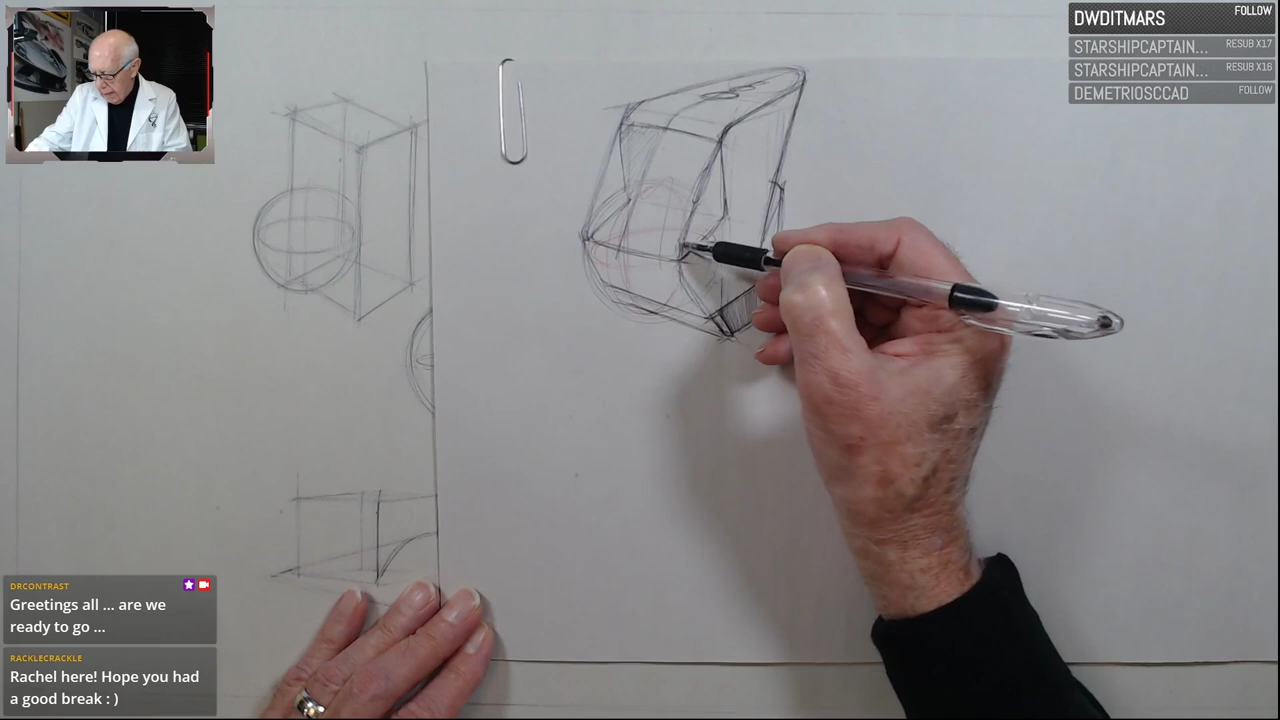 DWDITMARS FOLLOW
STARSHIPCAPTAIN... RESUB X17
STARSHIPCAPTAIN... RESUB X16
DEMETRIOSCCAD FOLLOW
DRCONTRAST
Greetings all ... are we
ready to go ...
RACKLECRACKLE
Rachel here! Hope you had
a good break : )